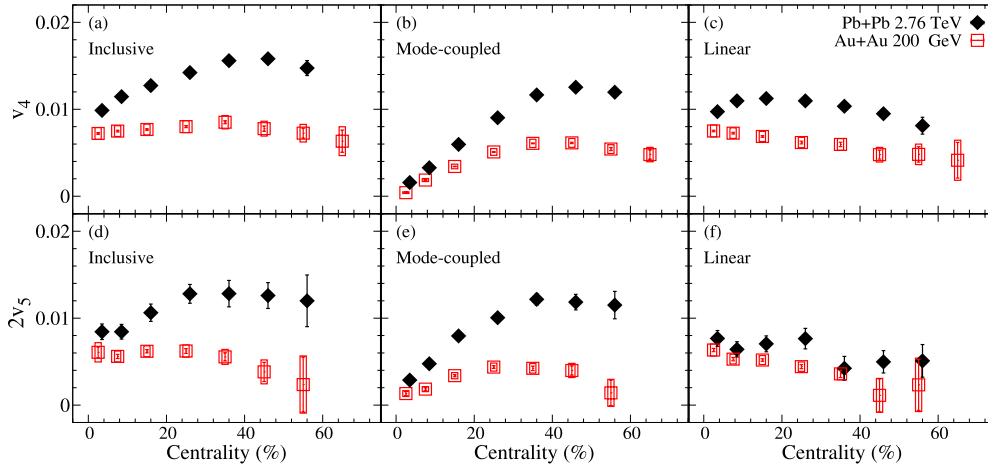 0.02
(a)
(b)
(c)
Pb+Pb 2.76 TeV
Au+Au 200 GeV
Inclusive
Mode-coupled
Linear
v4
0.01
0
0.02
(d)
(e)
(f)
Inclusive
Mode-coupled
Linear
2v5
0.01
0
0 20 40 60
0 20 40 60
0 20 40 60
Centrality (%)
Centrality (%)
Centrality (%)